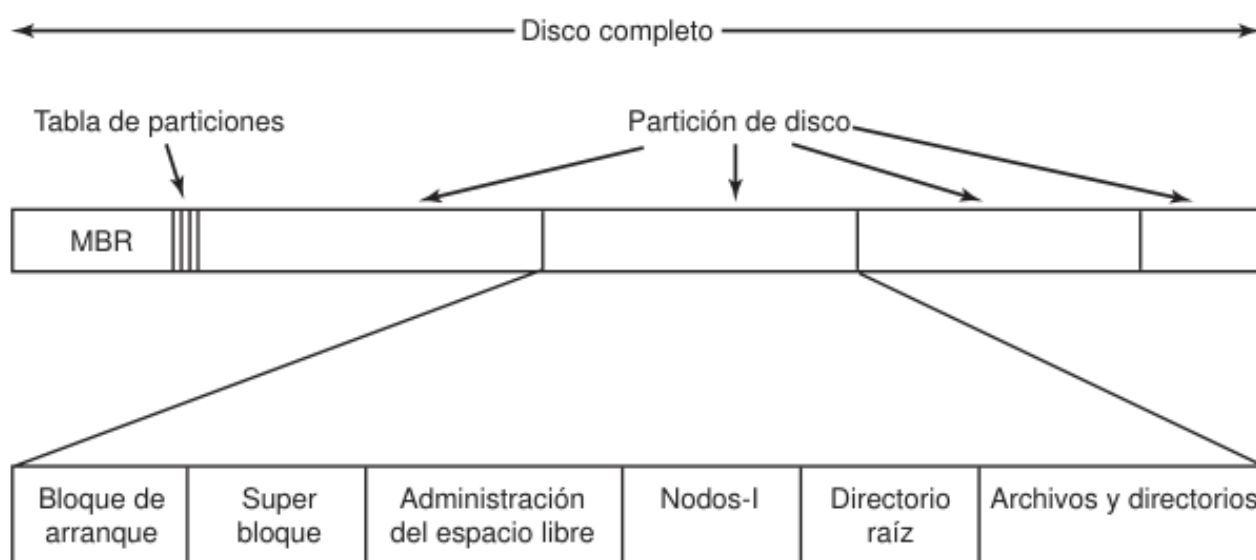 Disco completo
Tabla de particiones
Partición de disco
MBR
Bloque de
arranque
Super
bloque
Administración
del espacio libre
Nodos-I
Directorio
raíz
Archivos y directorios